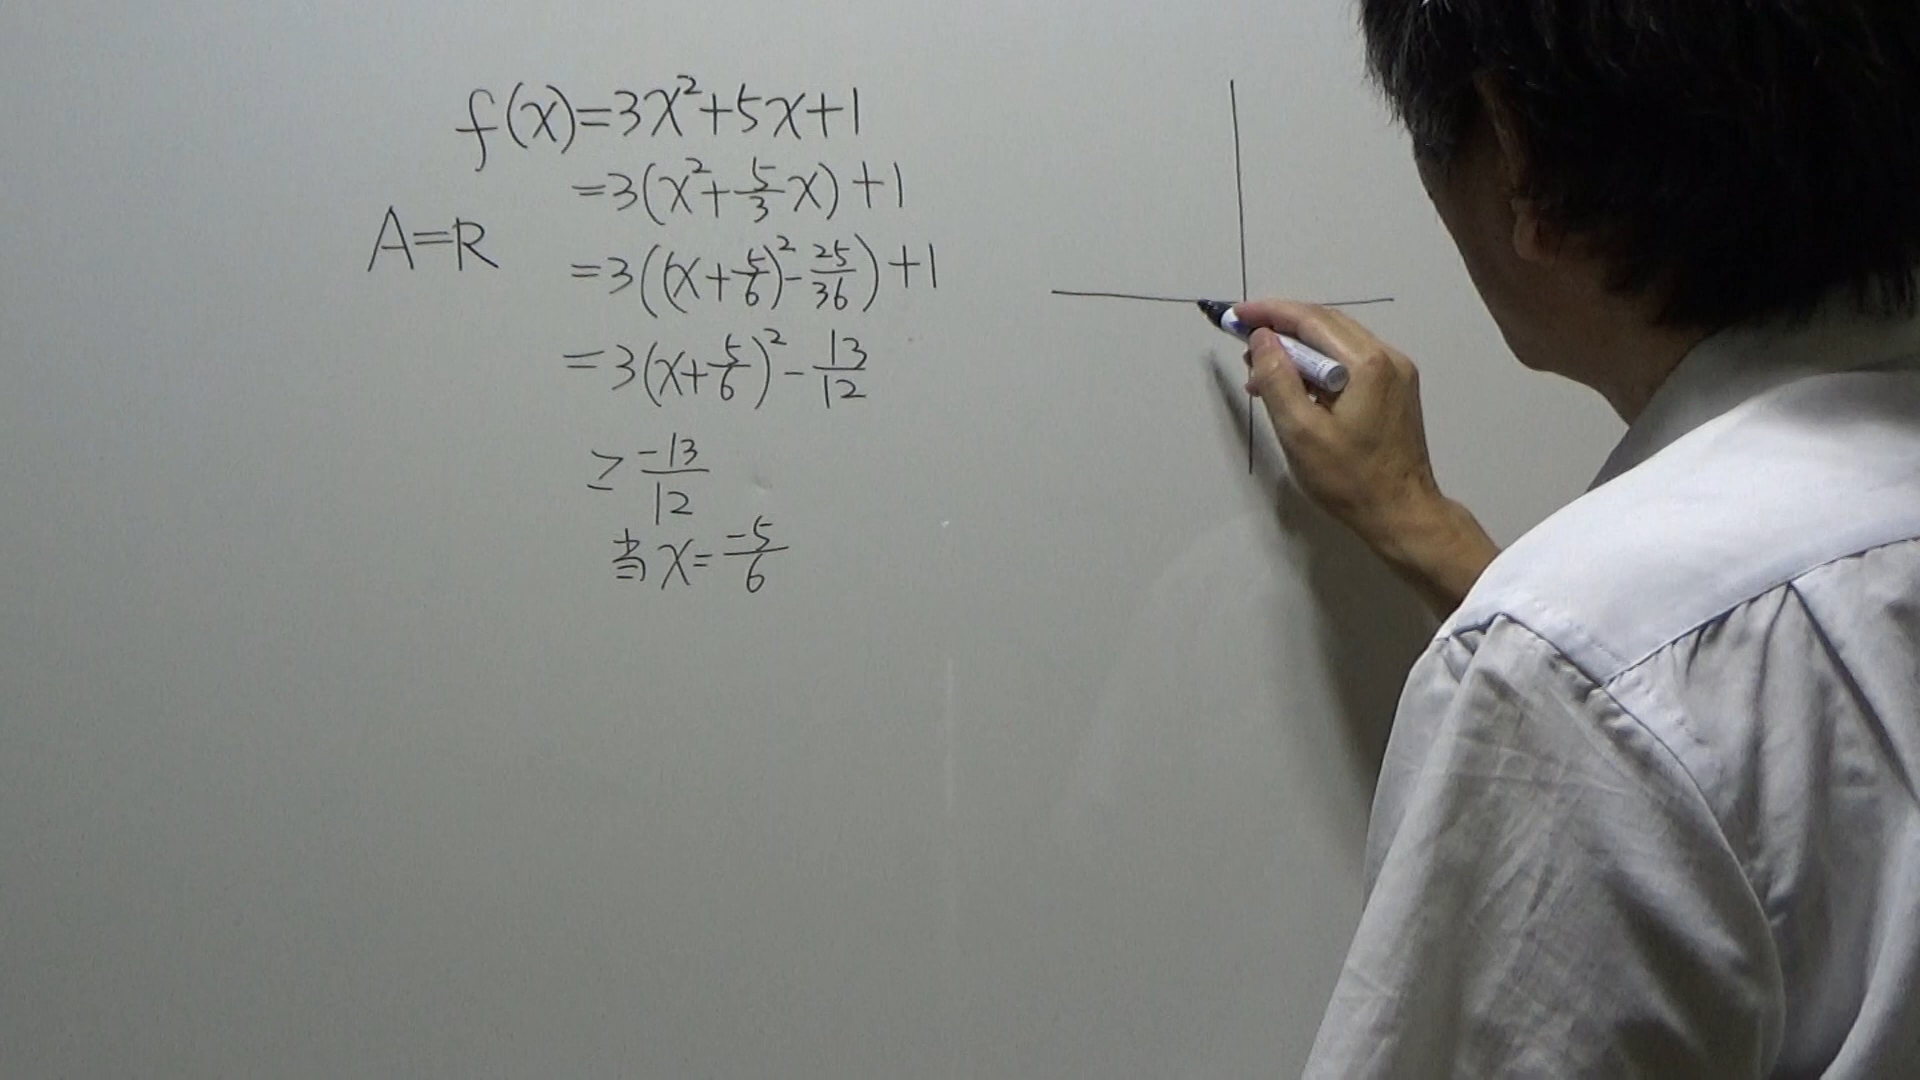 f(x)=3x²+5x+1
=3(x²+5/3x)+1
A=R
=3((x+5/6)²-25/36)+1
=3(x+5/6)²-13/12
≥-13/12
当x=-5/6